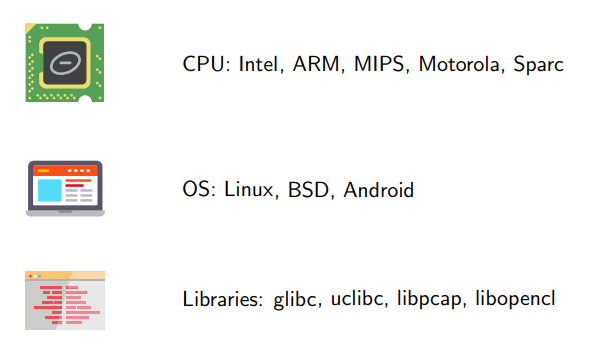 CPU: Intel, ARM, MIPS, Motorola, Sparc
OS: Linux, BSD, Android
Libraries: glibc, uclibc, libpcap, libopencl